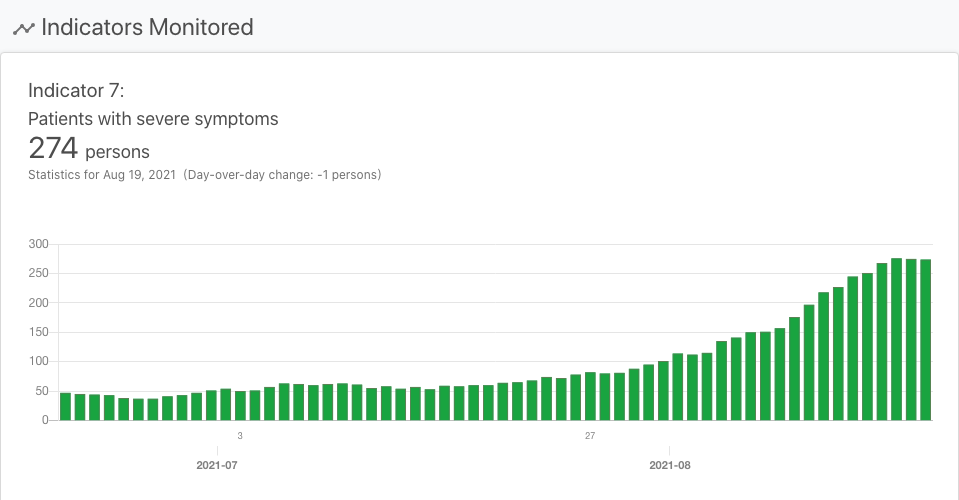 Indicators Monitored
Indicator 7:
Patients with severe symptoms
274 persons
Statistics for Aug 19, 2021 (Day-over-day change: -1 persons)
300
250
200
150
100
50
0
3 27
2021-07 2021-08